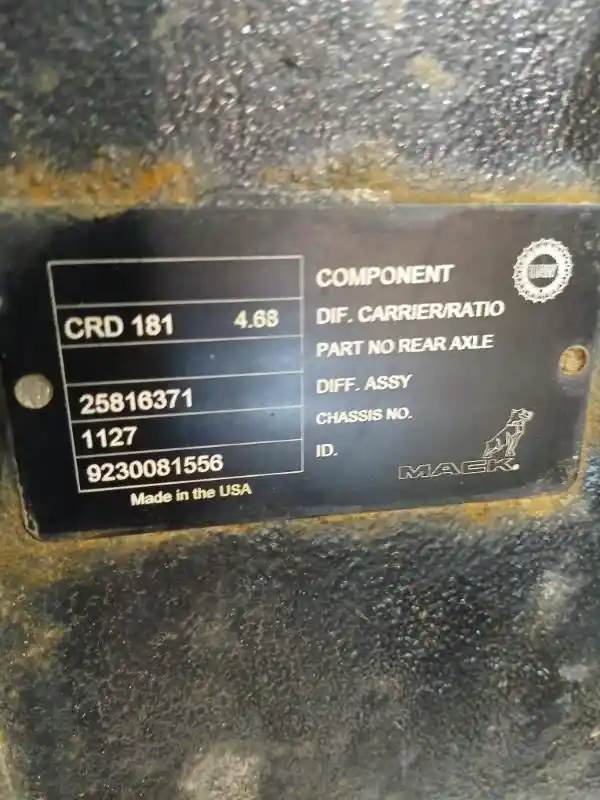 COMPONENT
CRD 181 4.68 DIF. CARRIER/RATIO
PART NO REAR AXLE
25816371 DIFF. ASSY
1127 CHASSIS NO.
9230081556 ID.
MACK
Made in the USA